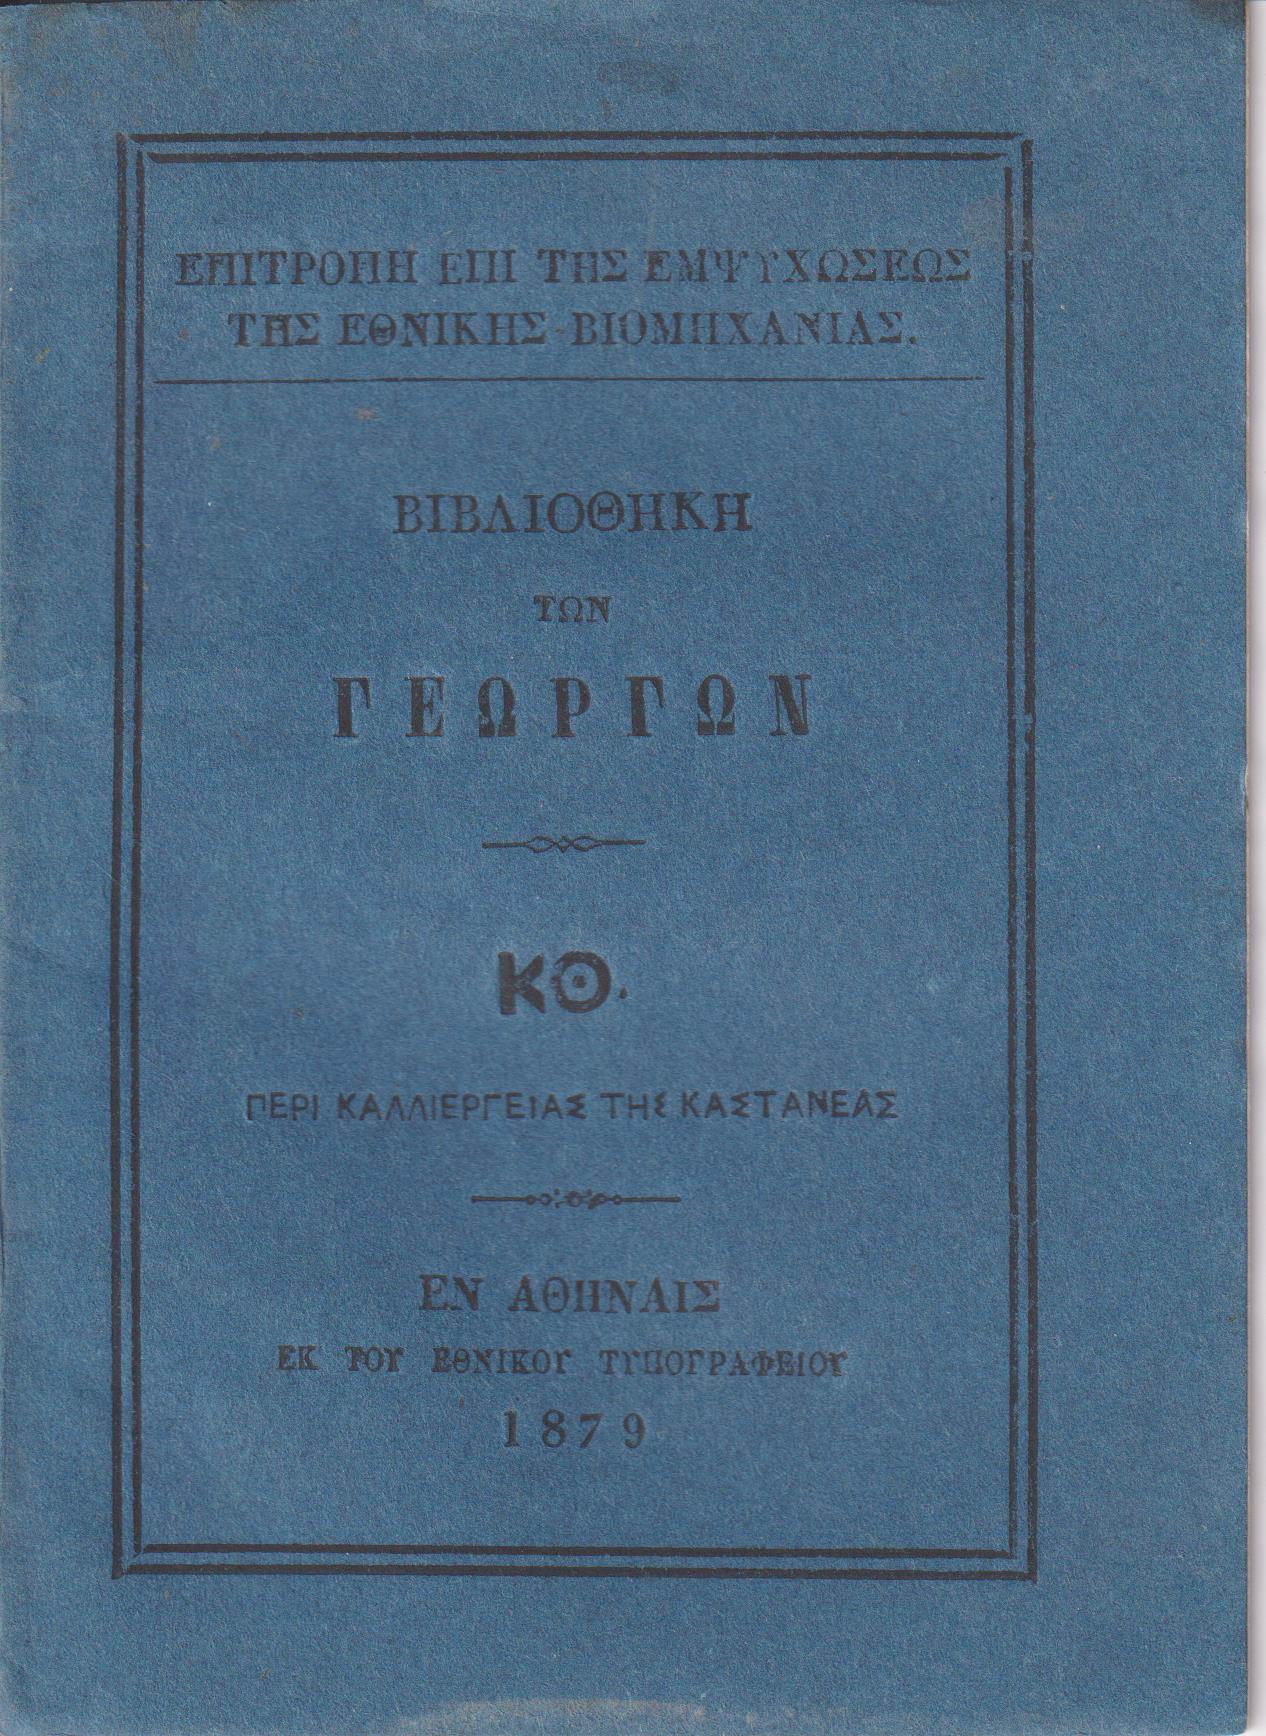 ΕΠΙΤΡΟΠΗ ΕΠΙ ΤΗΣ ΕΜΨΥΧΩΣΕΩΣ
ΤΗΣ ΕΘΝΙΚΗΣ ΒΙΟΜΗΧΑΝΙΑΣ.
ΒΙΒΛΙΟΘΗΚΗ
ΤΩΝ
ΓΕΩΡΓΩΝ
ΚΘ.
ΠΕΡΙ ΚΑΛΛΙΕΡΓΕΙΑΣ ΤΗΣ ΚΑΣΤΑΝΕΑΣ
ΕΝ ΑΘΗΝΑΙΣ
ΕΚ ΤΟΥ ΕΘΝΙΚΟΥ ΤΥΠΟΓΡΑΦΕΙΟΥ
1879